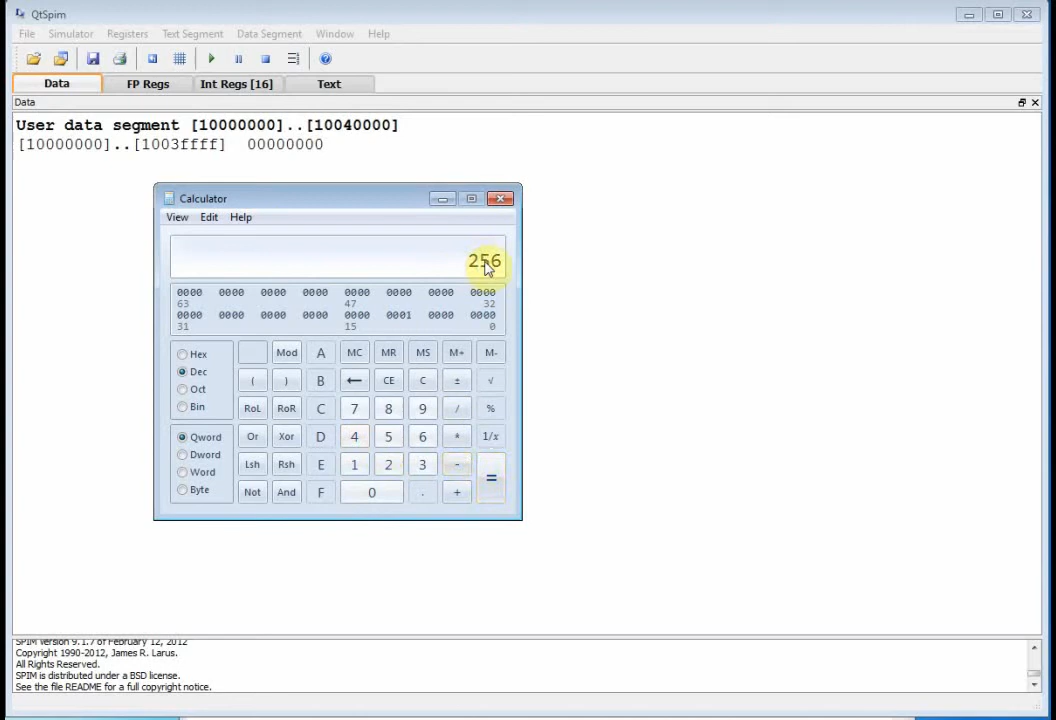 QtSpim
File Simulator Registers Text Segment Data Segment Window Help
Data FP Regs Int Regs [16] Text
Data
User data segment [10000000]..[10040000]
[10000000]..[1003ffff] 00000000
Calculator
View Edit Help
256
0000 0000 0000 0000 0000 0000 0000 0000
63 47 32
0000 0000 0000 0000 0000 0001 0000 0000
31 15 0
Hex Mod A MC MR MS M+ M-
Dec ( ) B ← CE C ± √
Oct
Bin RoL RoR C 7 8 9 / %
Qword Or Xor D 4 5 6 * 1/x
Dword
Word Lsh Rsh E 1 2 3 - =
Byte Not And F 0 . +
SPIM Version 9.1.7 of February 12, 2012
Copyright 1990-2012, James R. Larus.
All Rights Reserved.
SPIM is distributed under a BSD license.
See the file README for a full copyright notice.